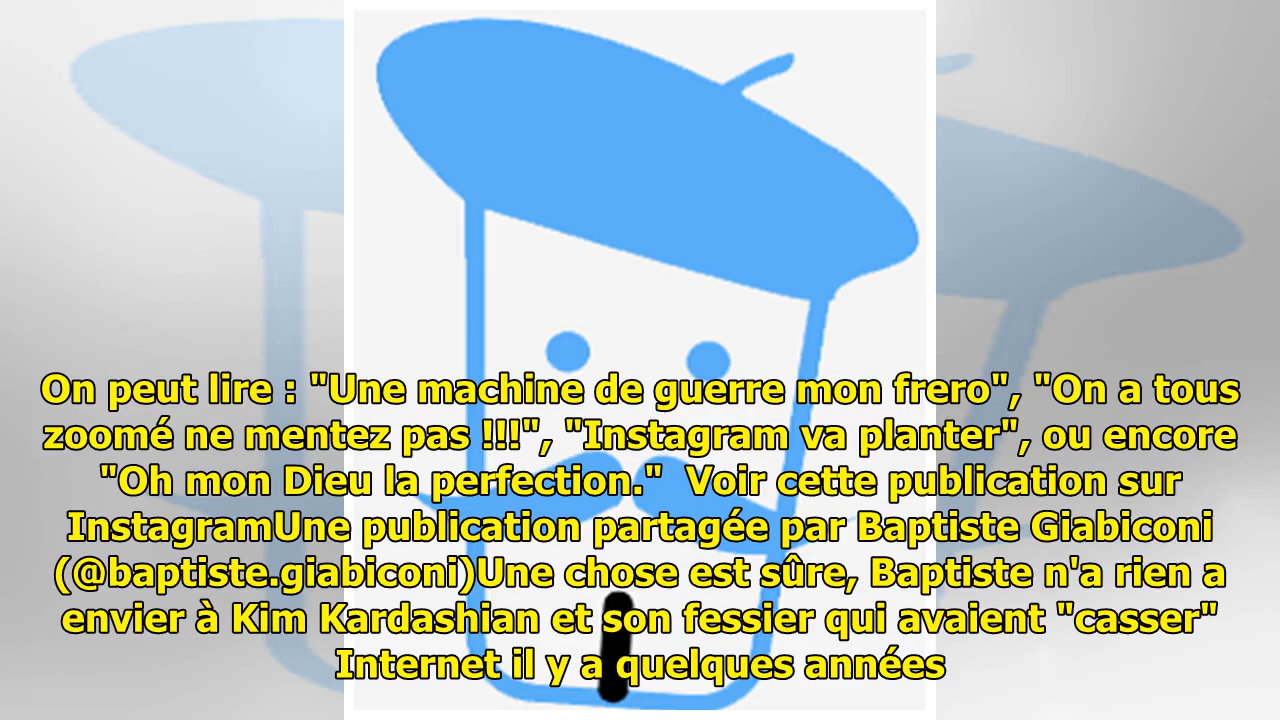 On peut lire : "Une machine de guerre mon frero", "On a tous
zoomé ne mentez pas !!!", "Instagram va planter", ou encore
"Oh mon Dieu la perfection."  Voir cette publication sur
InstagramUne publication partagée par Baptiste Giabiconi
(@baptiste.giabiconi)Une chose est sûre, Baptiste n'a rien a
envier à Kim Kardashian et son fessier qui avaient "casser"
Internet il y a quelques années